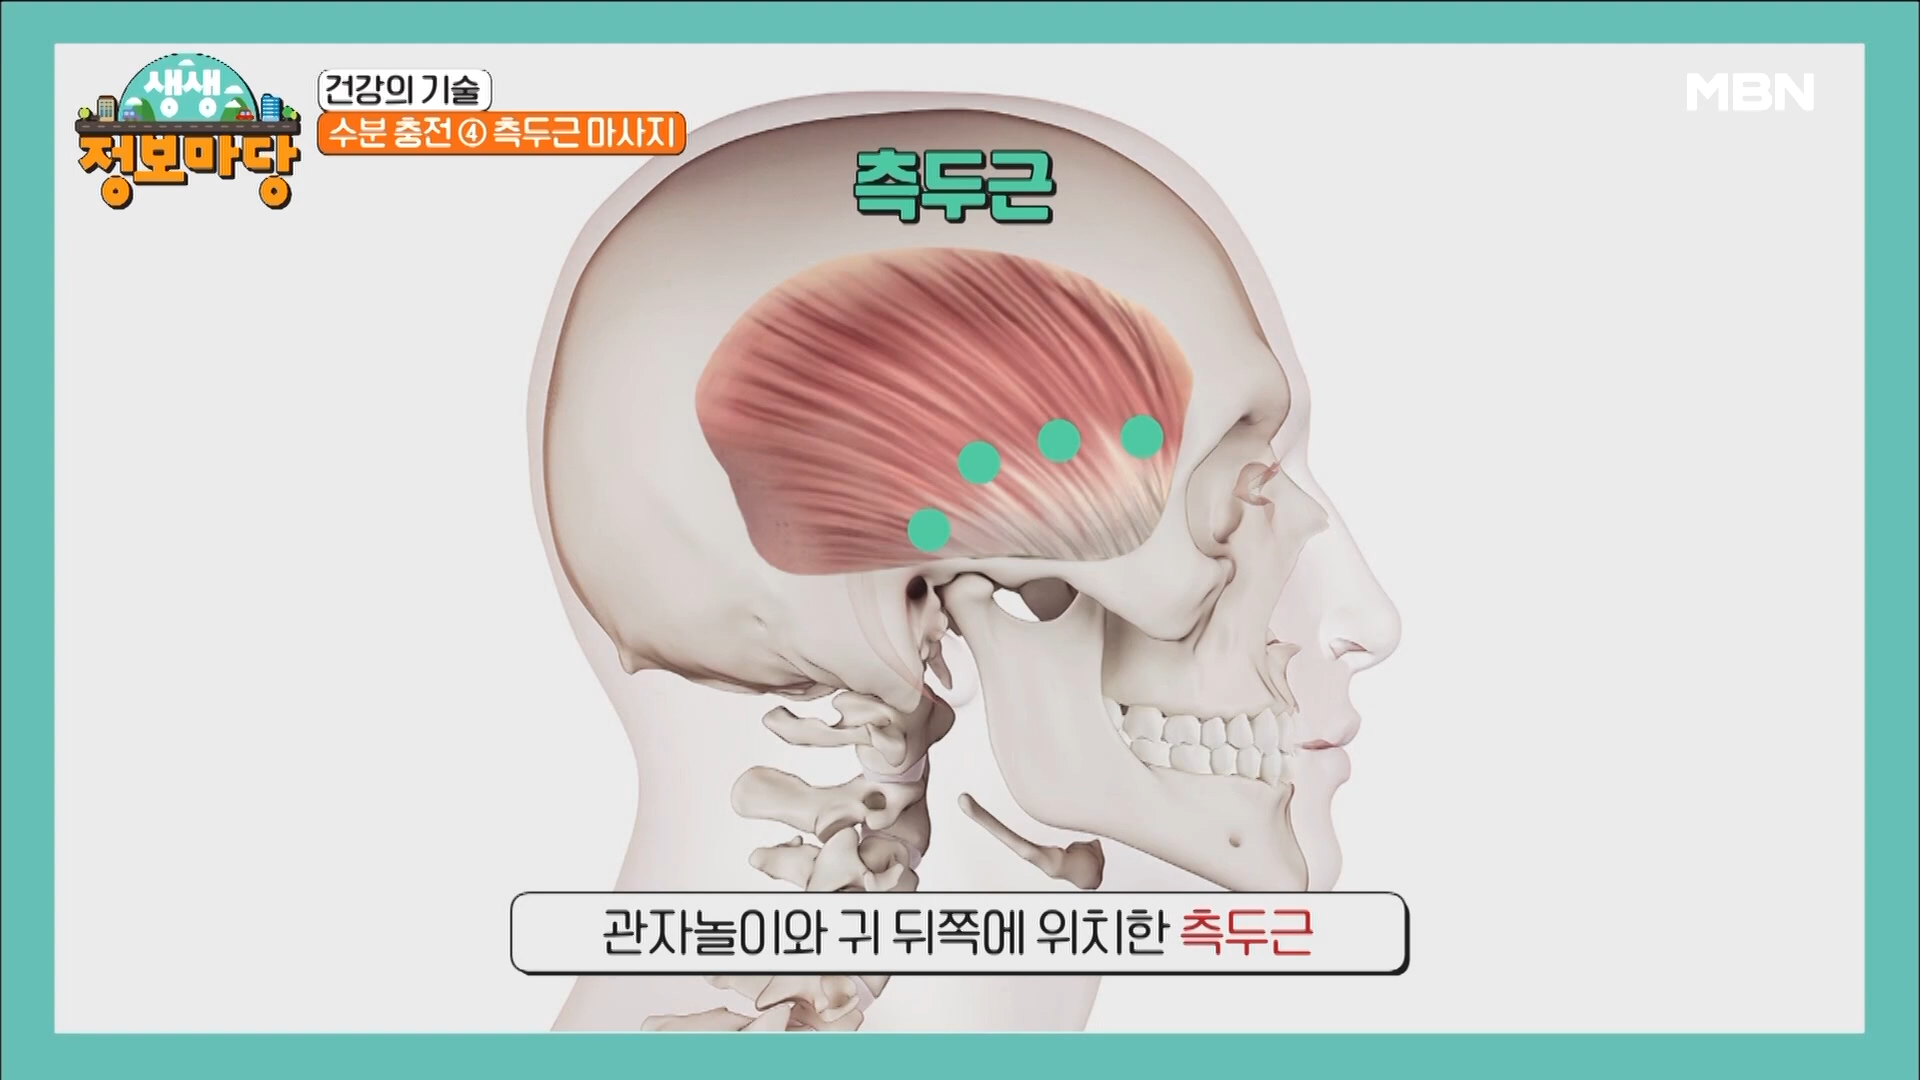 생생
정보마당
건강의 기술
수분 충전 ④ 측두근 마사지
MBN
측두근
관자놀이와 귀 뒤쪽에 위치한 측두근